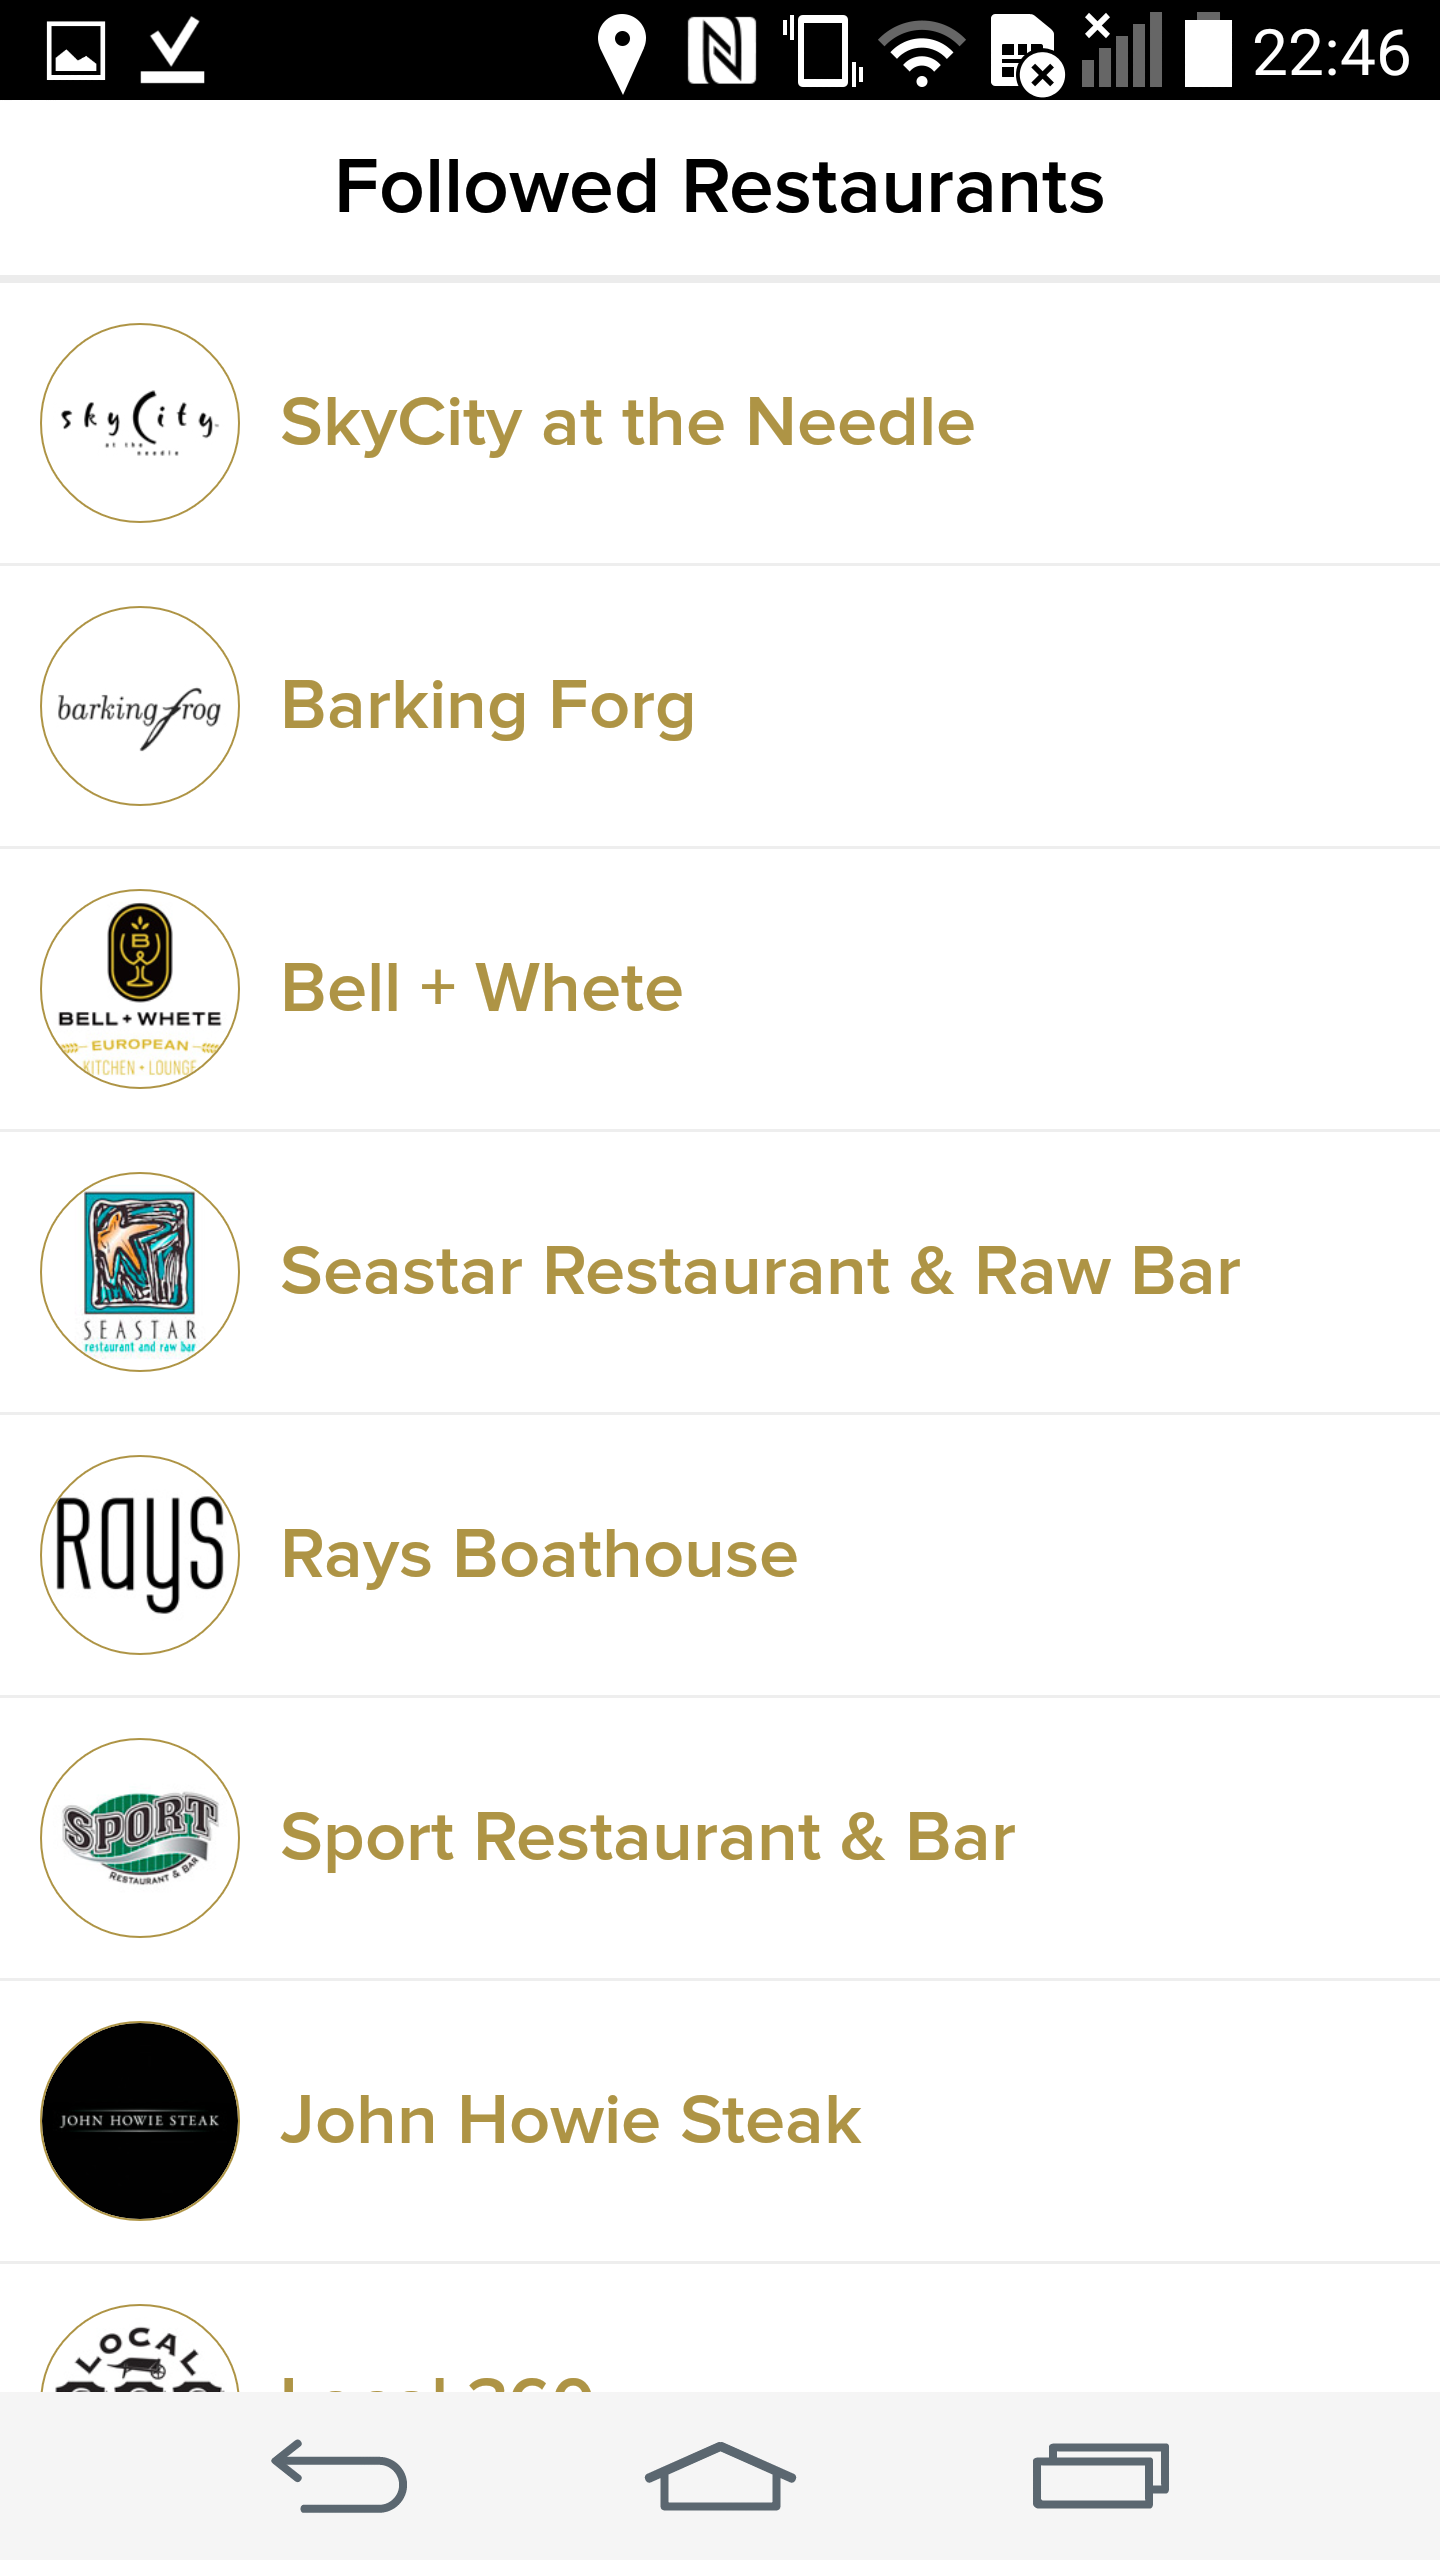 22:46
Followed Restaurants
skyCity
at the
needle
SkyCity at the Needle
barking frog
Barking Forg
B
BELL+WHETE
EUROPEAN
KITCHEN + LOUNGE
Bell + Whete
SEASTAR
restaurant and raw bar
Seastar Restaurant & Raw Bar
Rays
Rays Boathouse
SPORT
RESTAURANT & BAR
Sport Restaurant & Bar
JOHN HOWIE STEAK
John Howie Steak
LOCAL
Local 360